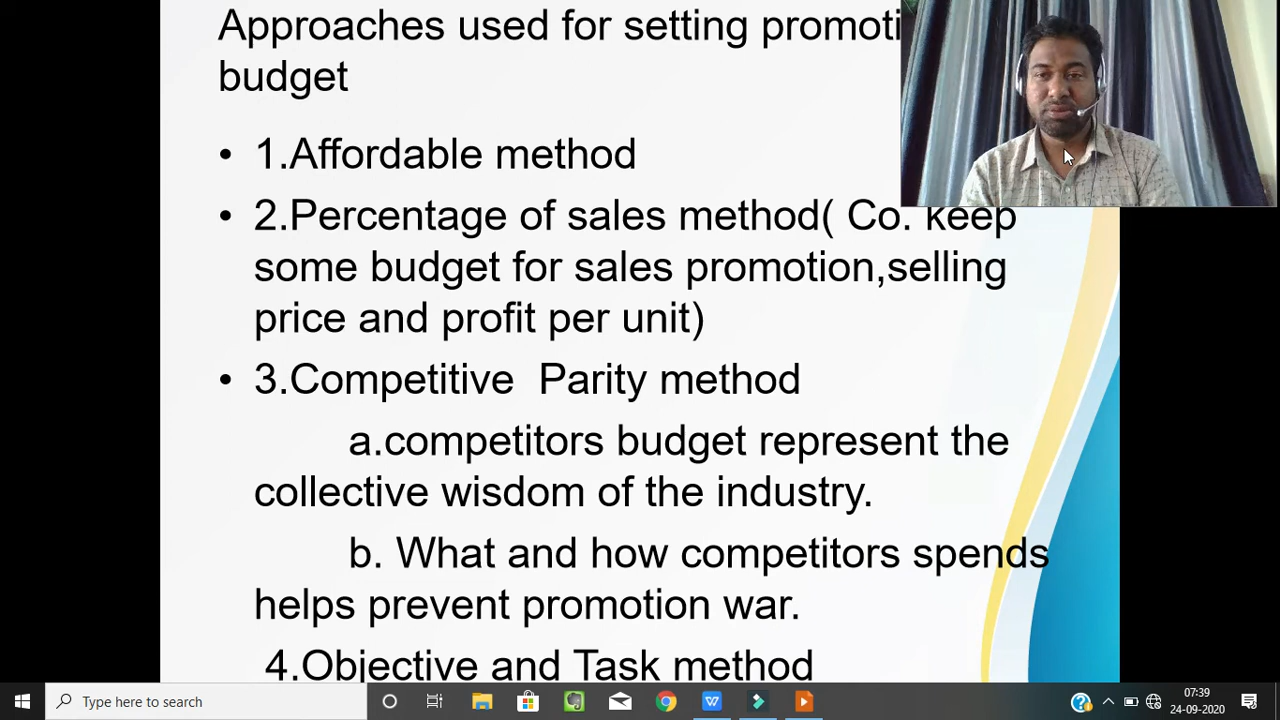 Approaches used for setting promoti
budget
• 1.Affordable method
• 2.Percentage of sales method( Co. keep
some budget for sales promotion,selling
price and profit per unit)
• 3.Competitive Parity method
a.competitors budget represent the
collective wisdom of the industry.
b. What and how competitors spends
helps prevent promotion war.
4.Objective and Task method
Type here to search
07:39
24-09-2020